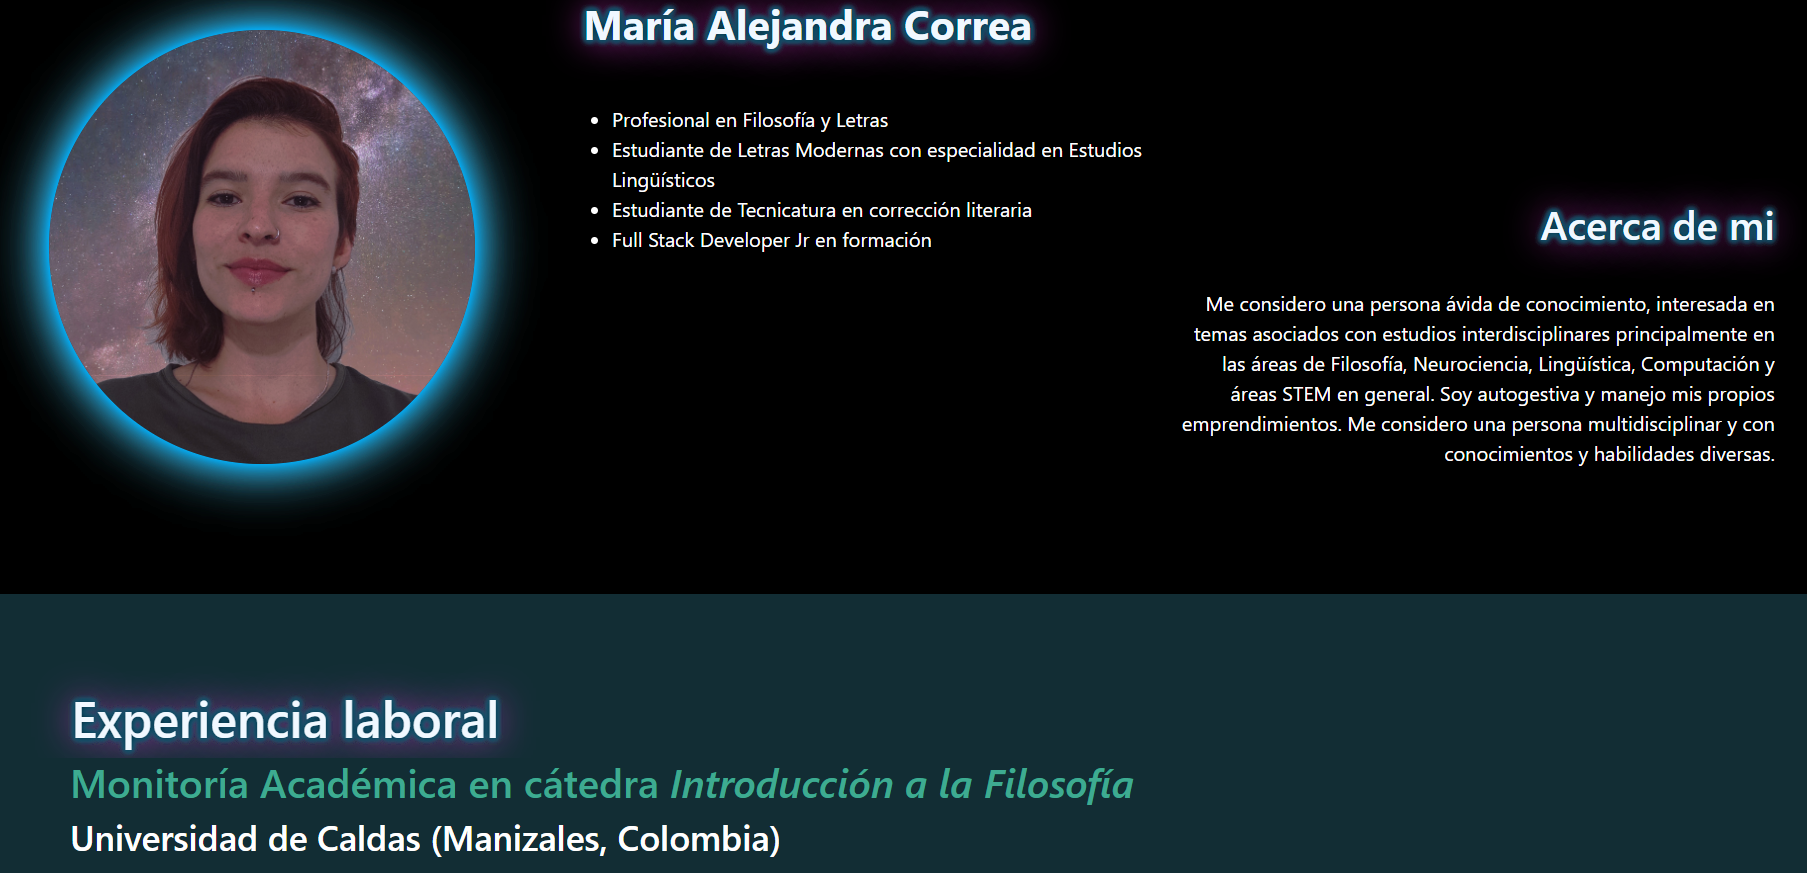 María Alejandra Correa
Profesional en Filosofía y Letras
Estudiante de Letras Modernas con especialidad en Estudios
Lingüísticos
Estudiante de Tecnicatura en corrección literaria
Full Stack Developer Jr en formación
Acerca de mi
Me considero una persona ávida de conocimiento, interesada en
temas asociados con estudios interdisciplinares principalmente en
las áreas de Filosofía, Neurociencia, Lingüística, Computación y
áreas STEM en general. Soy autogestiva y manejo mis propios
emprendimientos. Me considero una persona multidisciplinar y con
conocimientos y habilidades diversas.
Experiencia laboral
Monitoría Académica en cátedra Introducción a la Filosofía
Universidad de Caldas (Manizales, Colombia)